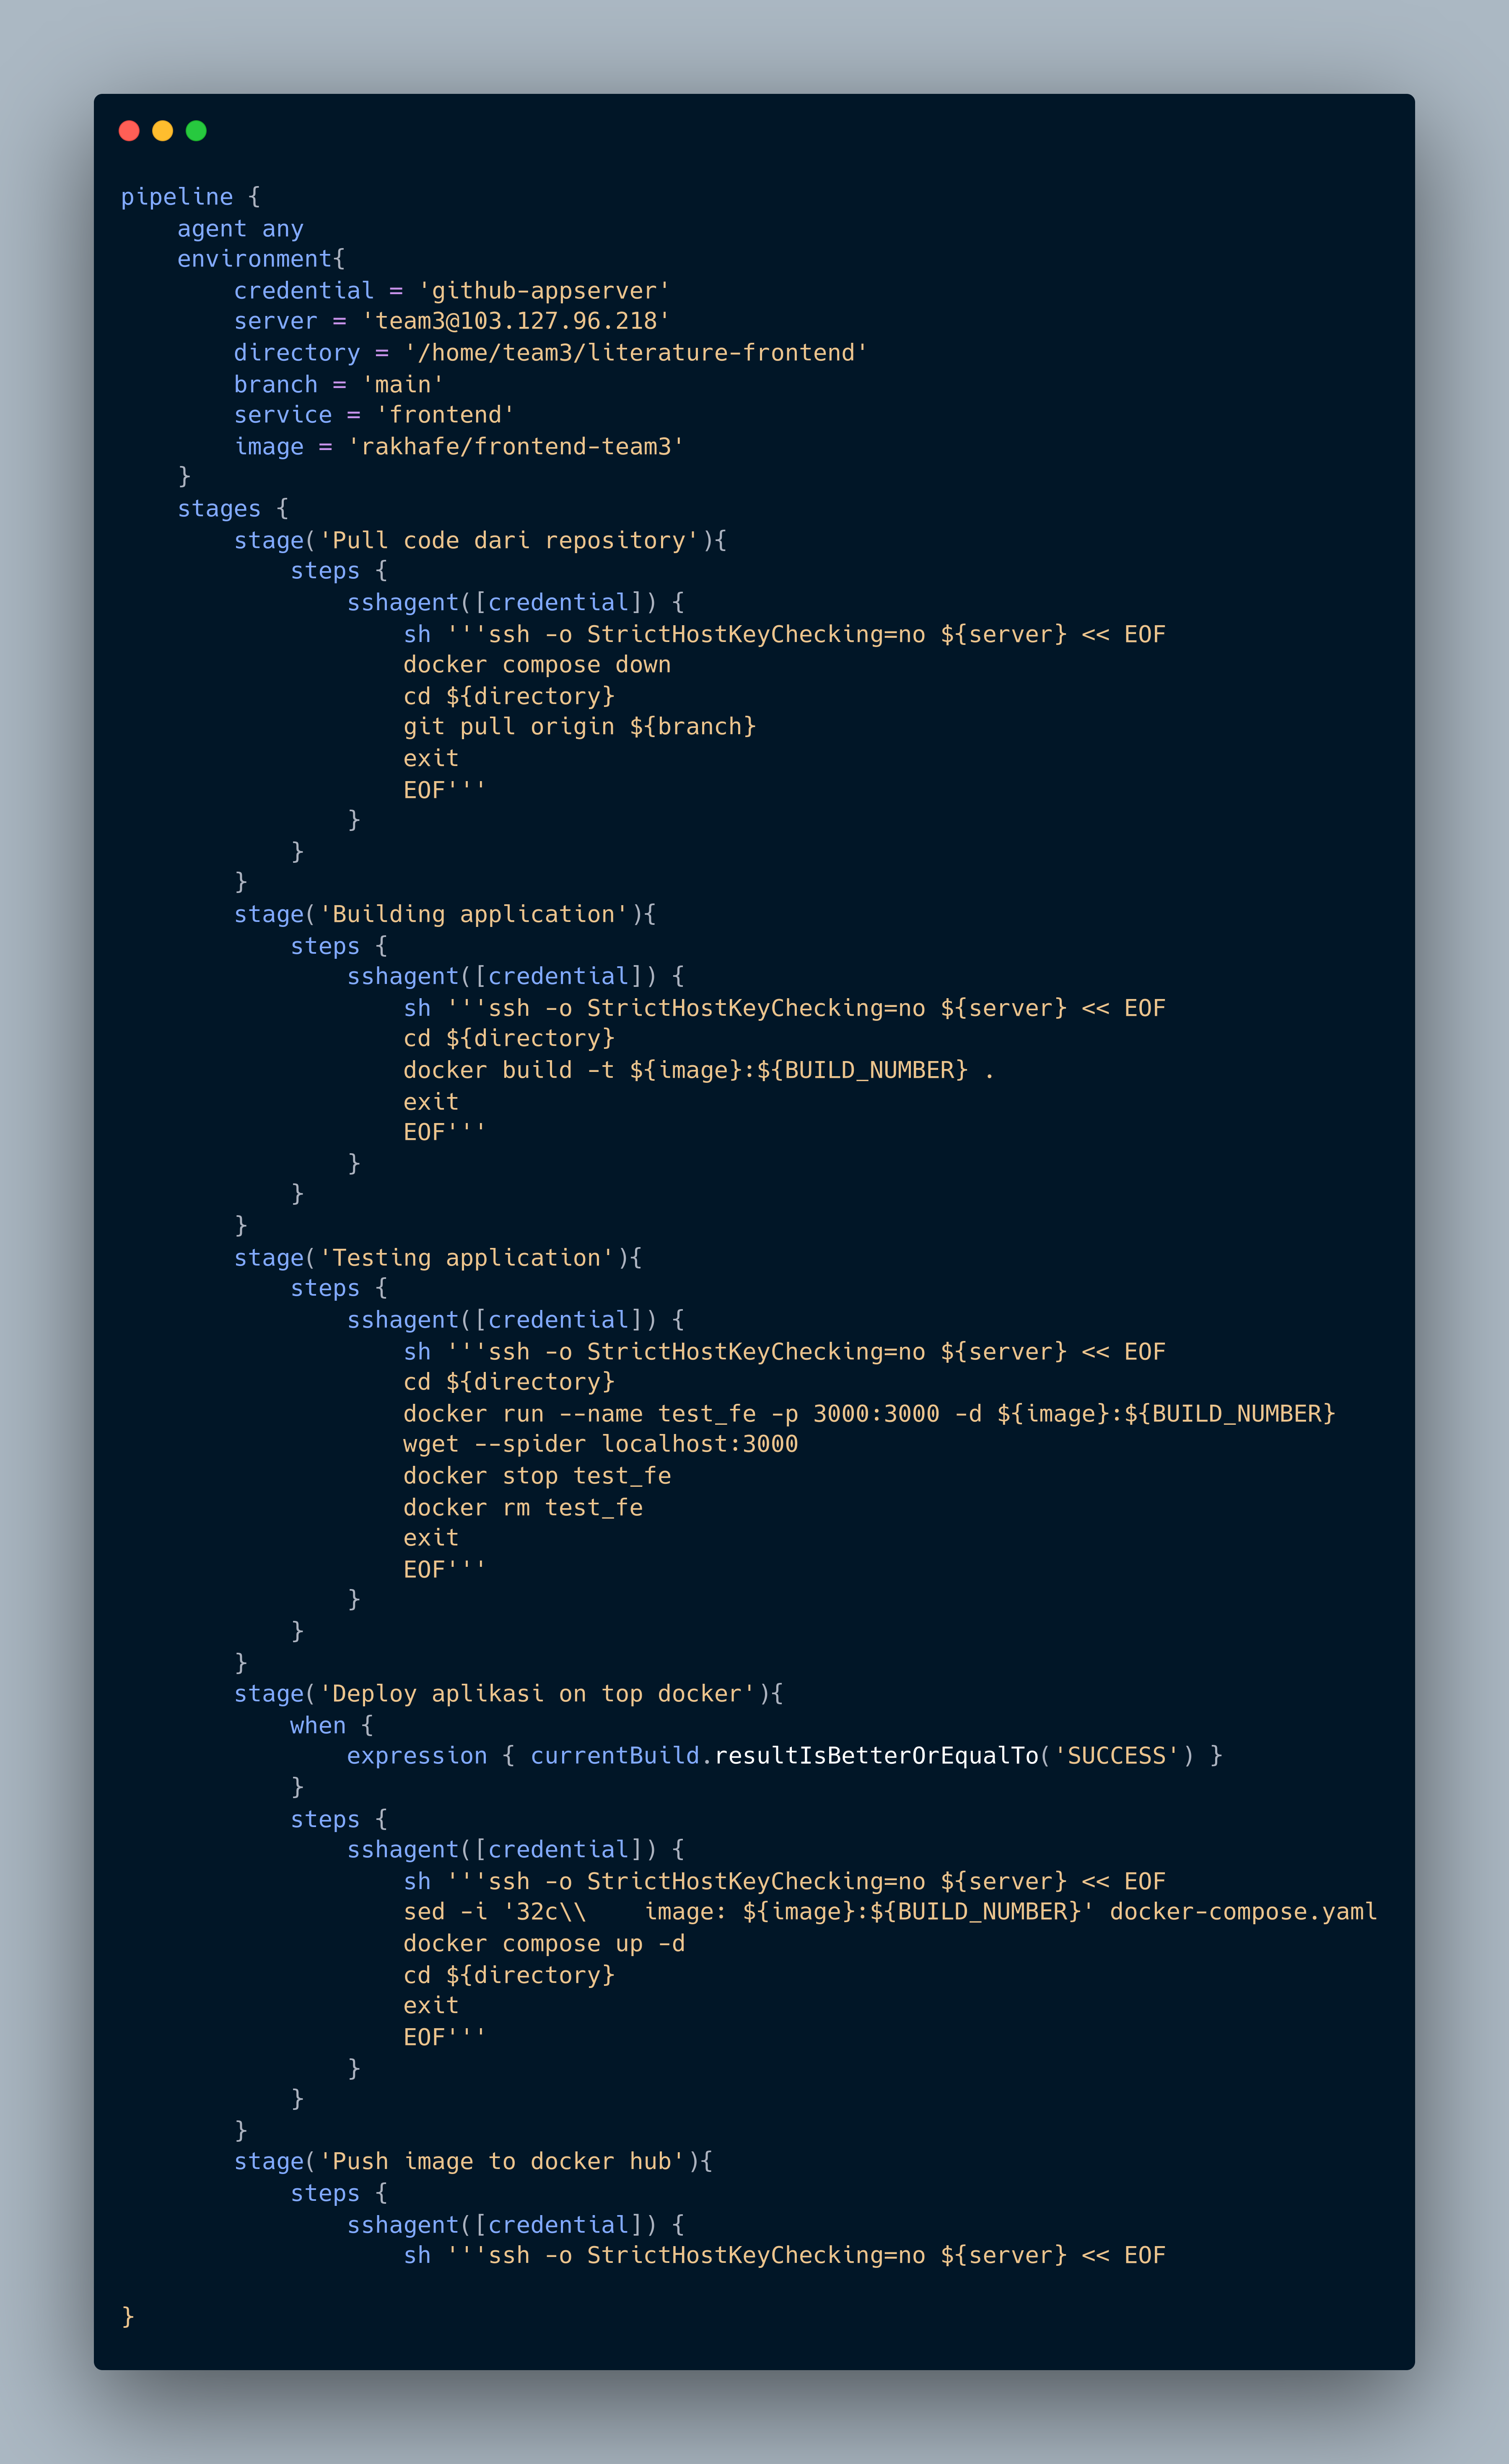 pipeline {
    agent any
    environment{
        credential = 'github-appserver'
        server = 'team3@103.127.96.218'
        directory = '/home/team3/literature-frontend'
        branch = 'main'
        service = 'frontend'
        image = 'rakhafe/frontend-team3'
    }
    stages {
        stage('Pull code dari repository'){
            steps {
                sshagent([credential]) {
                    sh '''ssh -o StrictHostKeyChecking=no ${server} << EOF
                    docker compose down
                    cd ${directory}
                    git pull origin ${branch}
                    exit
                    EOF'''
                }
            }
        }
        stage('Building application'){
            steps {
                sshagent([credential]) {
                    sh '''ssh -o StrictHostKeyChecking=no ${server} << EOF
                    cd ${directory}
                    docker build -t ${image}:${BUILD_NUMBER} .
                    exit
                    EOF'''
                }
            }
        }
        stage('Testing application'){
            steps {
                sshagent([credential]) {
                    sh '''ssh -o StrictHostKeyChecking=no ${server} << EOF
                    cd ${directory}
                    docker run --name test_fe -p 3000:3000 -d ${image}:${BUILD_NUMBER}
                    wget --spider localhost:3000
                    docker stop test_fe
                    docker rm test_fe
                    exit
                    EOF'''
                }
            }
        }
        stage('Deploy aplikasi on top docker'){
            when {
                expression { currentBuild.resultIsBetterOrEqualTo('SUCCESS') }
            }
            steps {
                sshagent([credential]) {
                    sh '''ssh -o StrictHostKeyChecking=no ${server} << EOF
                    sed -i '32c\\    image: ${image}:${BUILD_NUMBER}' docker-compose.yaml
                    docker compose up -d
                    cd ${directory}
                    exit
                    EOF'''
                }
            }
        }
        stage('Push image to docker hub'){
            steps {
                sshagent([credential]) {
                    sh '''ssh -o StrictHostKeyChecking=no ${server} << EOF
}